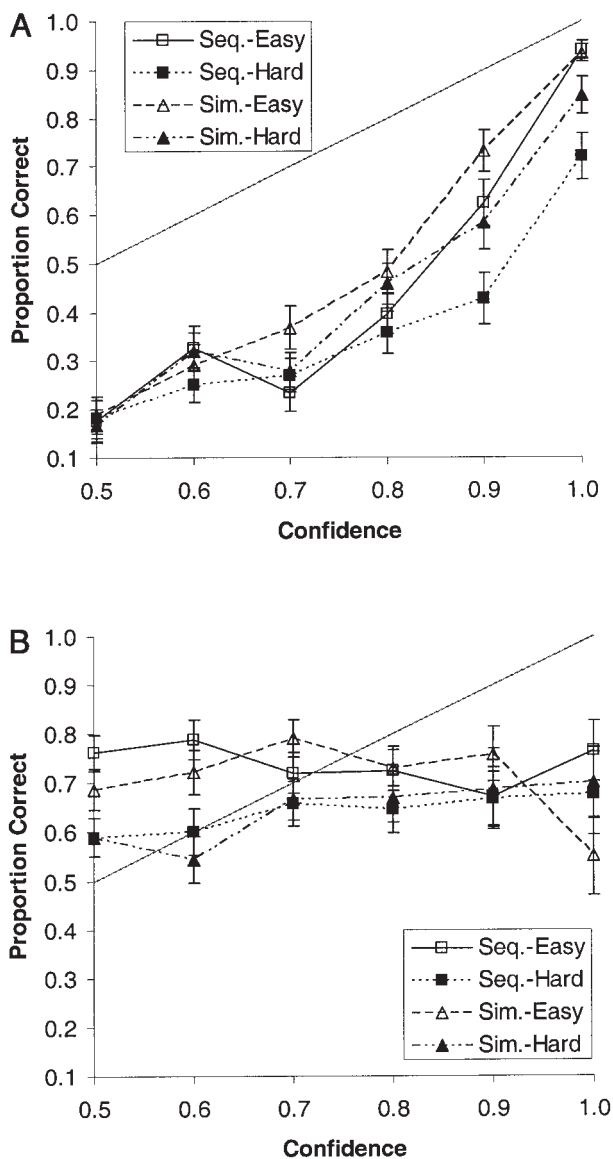 A
1.0
0.9
0.8
0.7
0.6
0.5
0.4
0.3
0.2
0.1
Proportion Correct
Seq.-Easy
Seq.-Hard
Sim.-Easy
Sim.-Hard
0.5 0.6 0.7 0.8 0.9 1.0
Confidence
B
1.0
0.9
0.8
0.7
0.6
0.5
0.4
0.3
0.2
0.1
Proportion Correct
Seq.-Easy
Seq.-Hard
Sim.-Easy
Sim.-Hard
0.5 0.6 0.7 0.8 0.9 1.0
Confidence